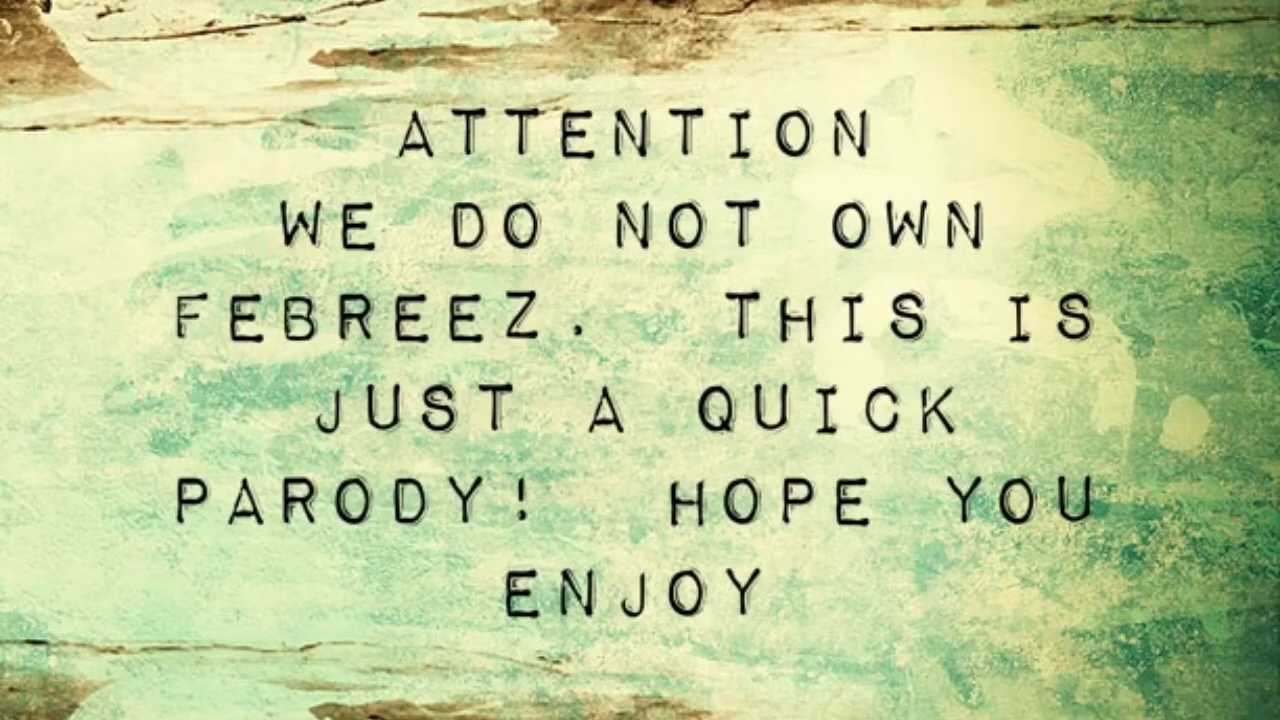 ATTENTION
WE DO NOT OWN
FEBREEZ. THIS IS
JUST A QUICK
PARODY! HOPE YOU
ENJOY